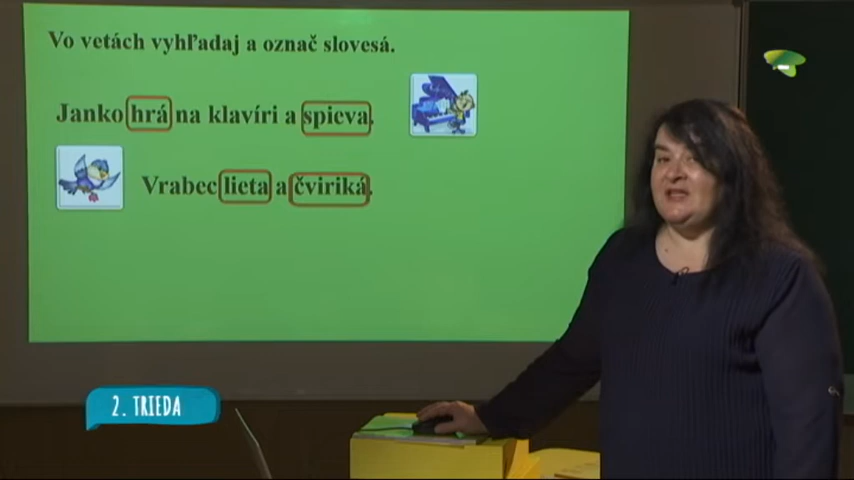 Vo vetách vyhľadaj a označ slovesá.
Janko hrá na klavíri a spieva.
Vrabec lieta a čviriká.
2. TRIEDA